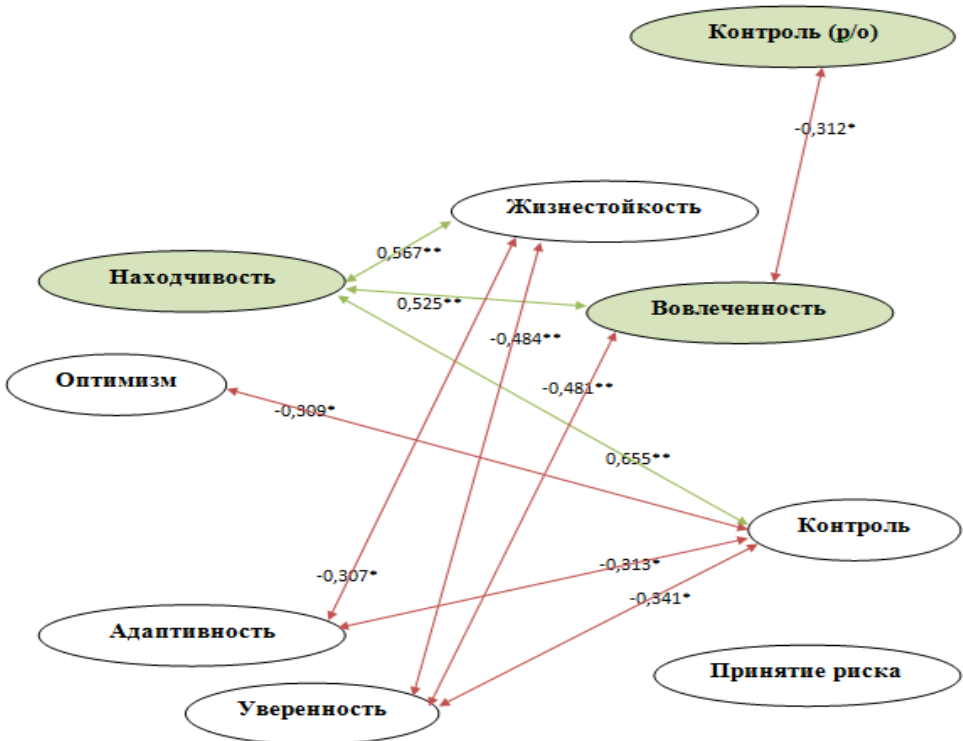 Контроль (р/о)
-0,312*
Жизнестойкость
0,567**
Находчивость
0,525**
Вовлеченность
-0,484**
Оптимизм
-0,481**
-0,309*
0,655**
Контроль
-0,307*
-0,313*
-0,341*
Адаптивность
Принятие риска
Уверенность